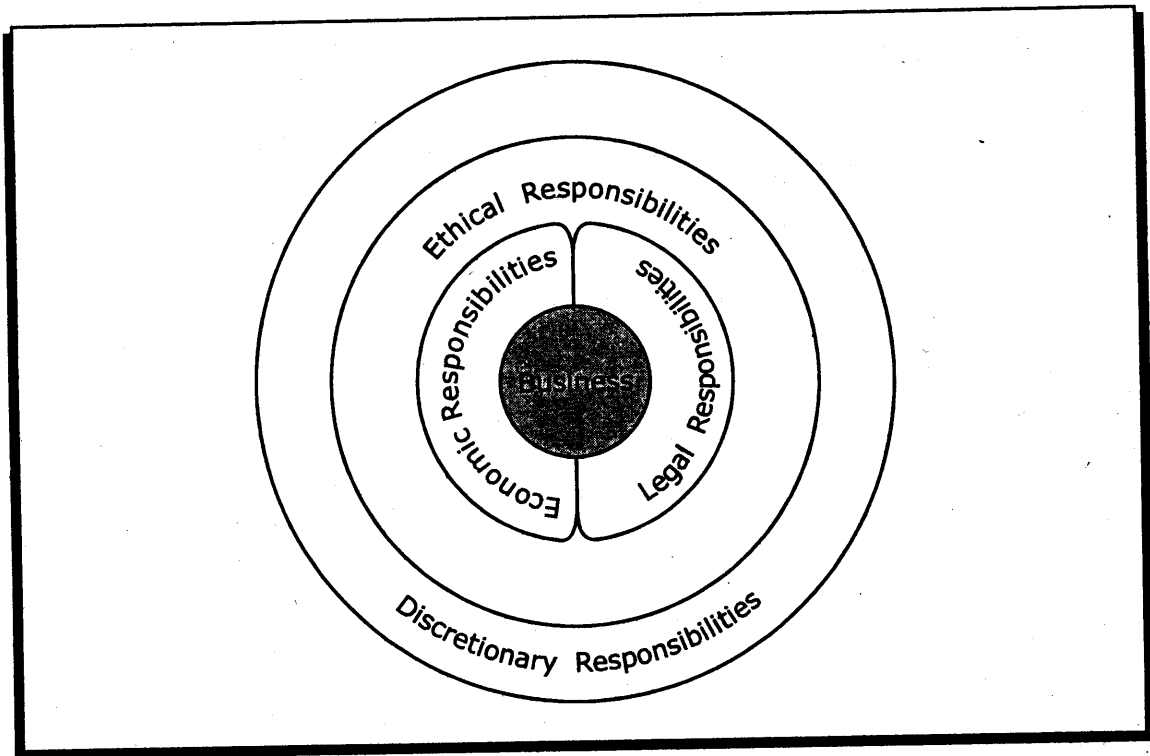 Ethical Responsibilities
Economic Responsibilities
Legal Responsibilities
Business
Discretionary Responsibilities